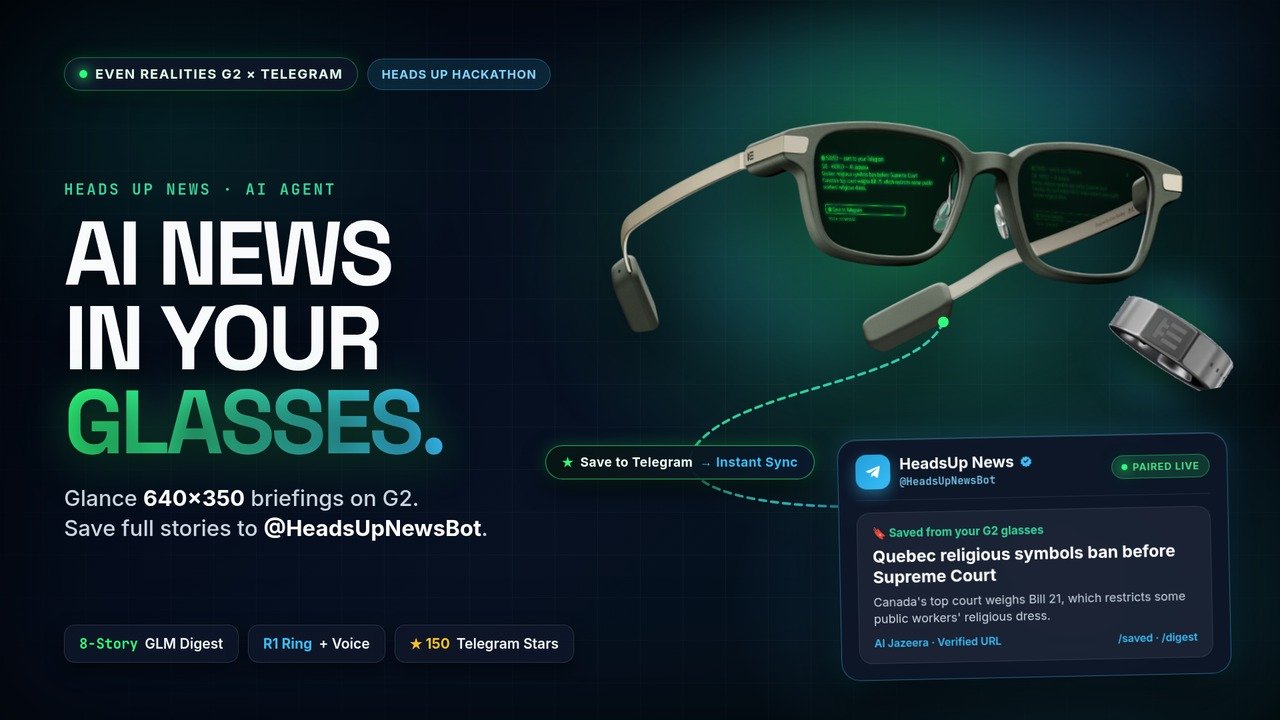 EVEN REALITIES G2 × TELEGRAM
HEADS UP HACKATHON
HEADS UP NEWS · AI AGENT
AI NEWS
IN YOUR
GLASSES.
Glance 640×350 briefings on G2.
Save full stories to @HeadsUpNewsBot.
8-Story GLM Digest
R1 Ring + Voice
★ 150 Telegram Stars
★ Save to Telegram → Instant Sync
HeadsUp News
@HeadsUpNewsBot
PAIRED LIVE
🔖 Saved from your G2 glasses
Quebec religious symbols ban before
Supreme Court
Canada's top court weighs Bill 21, which restricts some
public workers' religious dress.
Al Jazeera · Verified URL
/saved · /digest